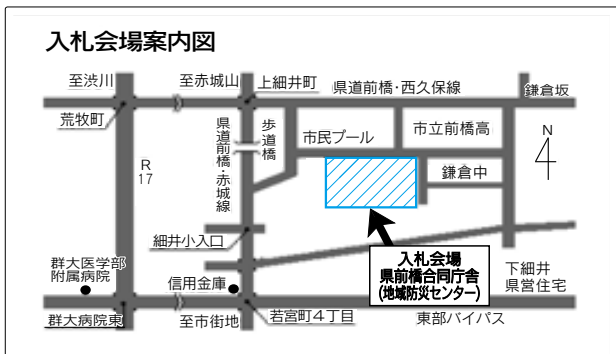 入札会場案内図
至渋川
至赤城山
上細井町
県道前橋・西久保線
鎌倉坂
荒牧町
県道前橋・赤城線
歩道橋
市民プール
市立前橋高
N
R
17
鎌倉中
細井小入口
入札会場
県前橋合同庁舎
(地域防災センター)
群大医学部
附属病院
信用金庫
下細井
県営住宅
群大病院東
至市街地
若宮町4丁目
東部バイパス